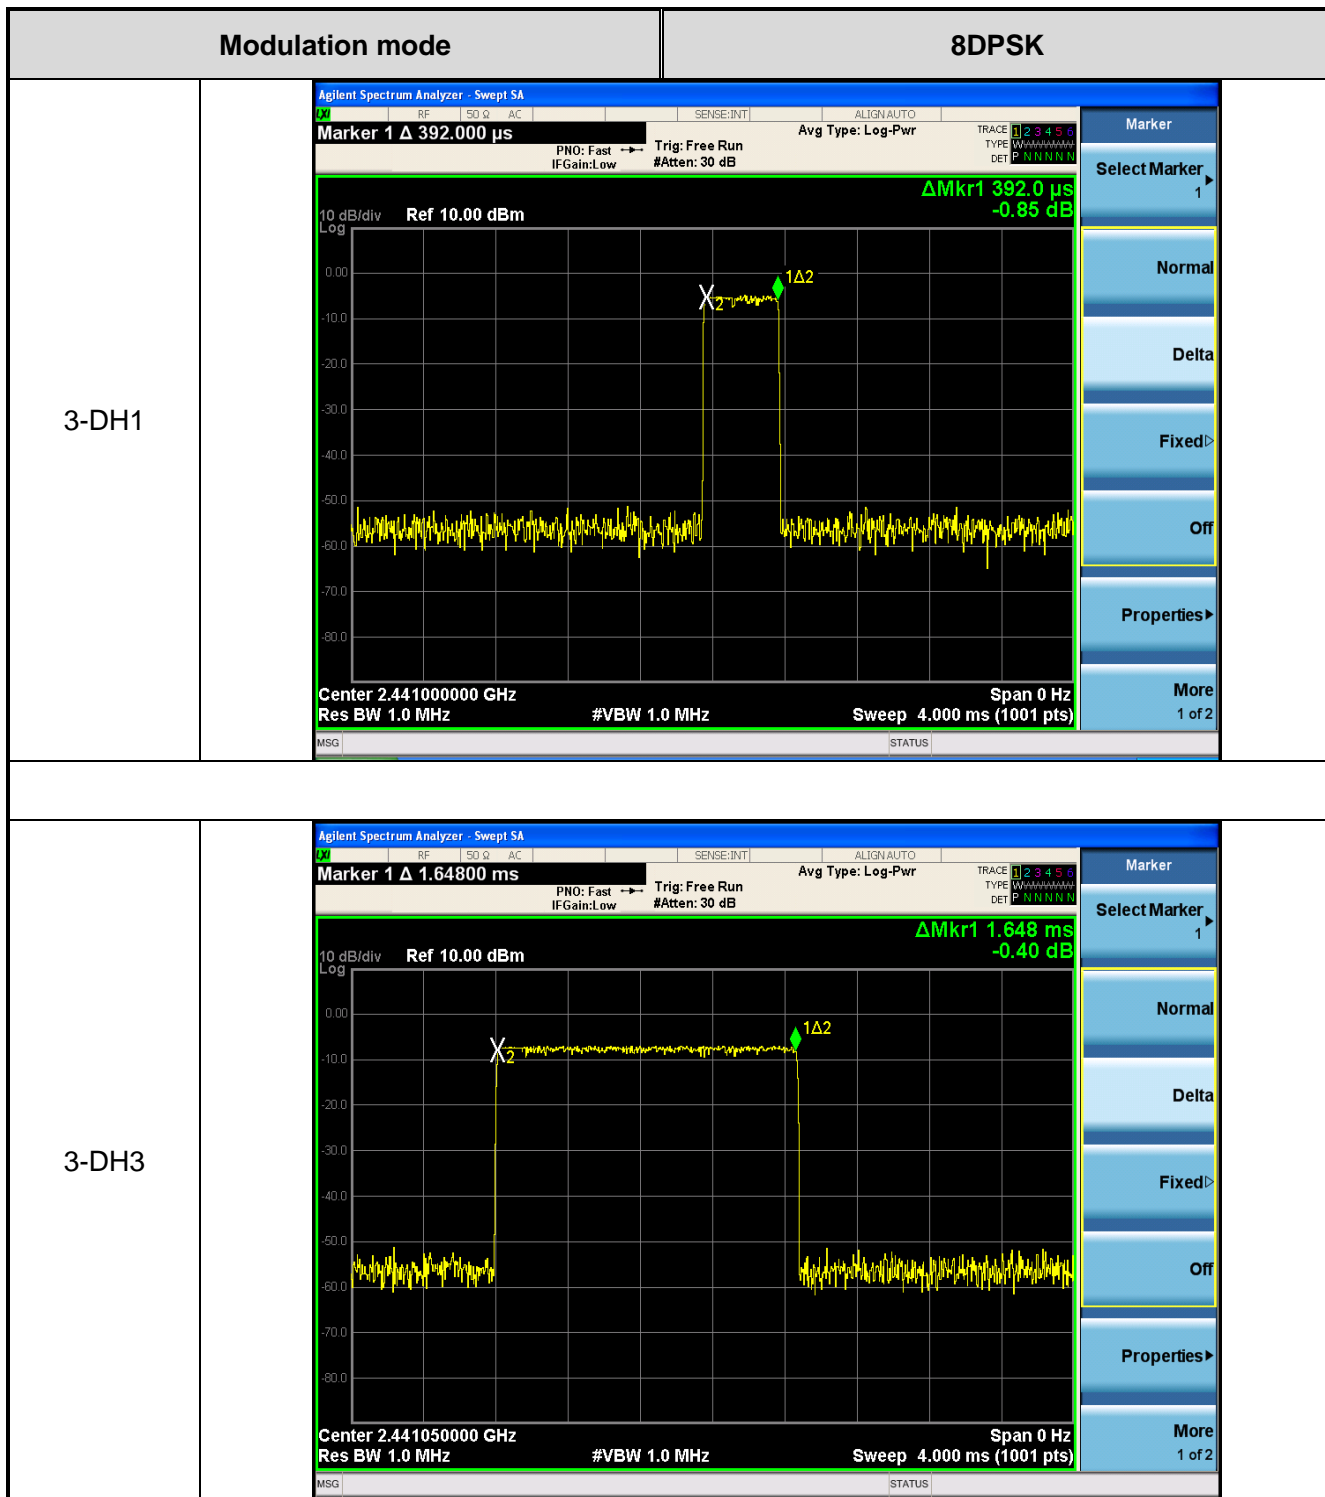 Modulation mode 8DPSK
3-DH1
Agilent Spectrum Analyzer - Swept SA
LXI RF 50 Ω AC SENSE:INT ALIGN AUTO
Marker 1 Δ 392.000 µs
PNO: Fast
IFGain:Low
Trig: Free Run
#Atten: 30 dB
Avg Type: Log-Pwr
TRACE 1 2 3 4 5 6
TYPE
DET P N N N N N
ΔMkr1 392.0 µs
-0.85 dB
10 dB/div Ref 10.00 dBm
Log
0.00
-10.0
-20.0
-30.0
-40.0
-50.0
-60.0
-70.0
-80.0
2
1Δ2
Center 2.441000000 GHz Span 0 Hz
Res BW 1.0 MHz #VBW 1.0 MHz Sweep 4.000 ms (1001 pts)
MSG STATUS
Marker
Select Marker
1
Normal
Delta
Fixed
Off
Properties
More
1 of 2
3-DH3
Agilent Spectrum Analyzer - Swept SA
LXI RF 50 Ω AC SENSE:INT ALIGN AUTO
Marker 1 Δ 1.64800 ms
PNO: Fast
IFGain:Low
Trig: Free Run
#Atten: 30 dB
Avg Type: Log-Pwr
TRACE 1 2 3 4 5 6
TYPE
DET P N N N N N
ΔMkr1 1.648 ms
-0.40 dB
10 dB/div Ref 10.00 dBm
Log
0.00
-10.0
-20.0
-30.0
-40.0
-50.0
-60.0
-70.0
-80.0
2
1Δ2
Center 2.441050000 GHz Span 0 Hz
Res BW 1.0 MHz #VBW 1.0 MHz Sweep 4.000 ms (1001 pts)
MSG STATUS
Marker
Select Marker
1
Normal
Delta
Fixed
Off
Properties
More
1 of 2